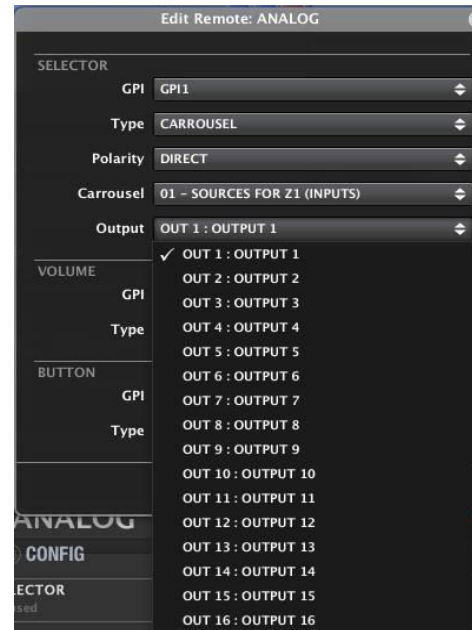 Edit Remote: ANALOG
SELECTOR
GPI GPI1
Type CARROUSEL
Polarity DIRECT
Carrousel 01 - SOURCES FOR Z1 (INPUTS)
Output OUT 1 : OUTPUT 1
✓ OUT 1 : OUTPUT 1
OUT 2 : OUTPUT 2
VOLUME
GPI
OUT 3 : OUTPUT 3
Type
OUT 4 : OUTPUT 4
OUT 5 : OUTPUT 5
BUTTON
OUT 6 : OUTPUT 6
GPI
OUT 7 : OUTPUT 7
Type
OUT 8 : OUTPUT 8
OUT 9 : OUTPUT 9
OUT 10 : OUTPUT 10
OUT 11 : OUTPUT 11
ANALOG
OUT 12 : OUTPUT 12
CONFIG
OUT 13 : OUTPUT 13
OUT 14 : OUTPUT 14
LECTOR
OUT 15 : OUTPUT 15
sed
OUT 16 : OUTPUT 16